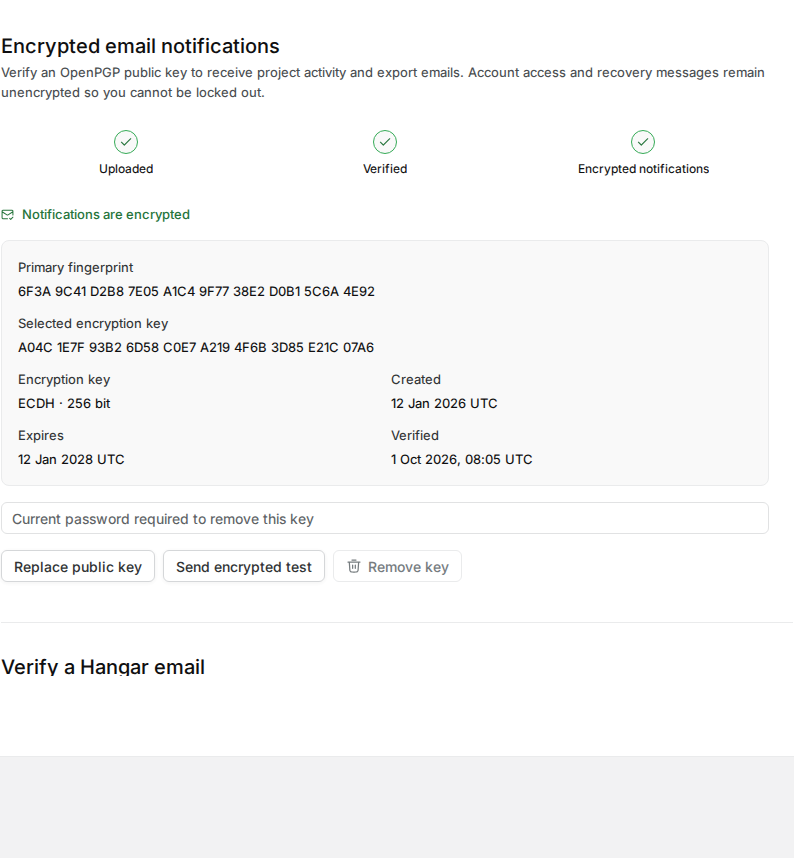 Encrypted email notifications
Verify an OpenPGP public key to receive project activity and export emails. Account access and recovery messages remain
unencrypted so you cannot be locked out.
Uploaded
Verified
Encrypted notifications
Notifications are encrypted
Primary fingerprint
6F3A 9C41 D2B8 7E05 A1C4 9F77 38E2 D0B1 5C6A 4E92
Selected encryption key
A04C 1E7F 93B2 6D58 C0E7 A219 4F6B 3D85 E21C 07A6
Encryption key
Created
ECDH · 256 bit
12 Jan 2026 UTC
Expires
Verified
12 Jan 2028 UTC
1 Oct 2026, 08:05 UTC
Current password required to remove this key
Replace public key
Send encrypted test
Remove key
Verify a Hangar email